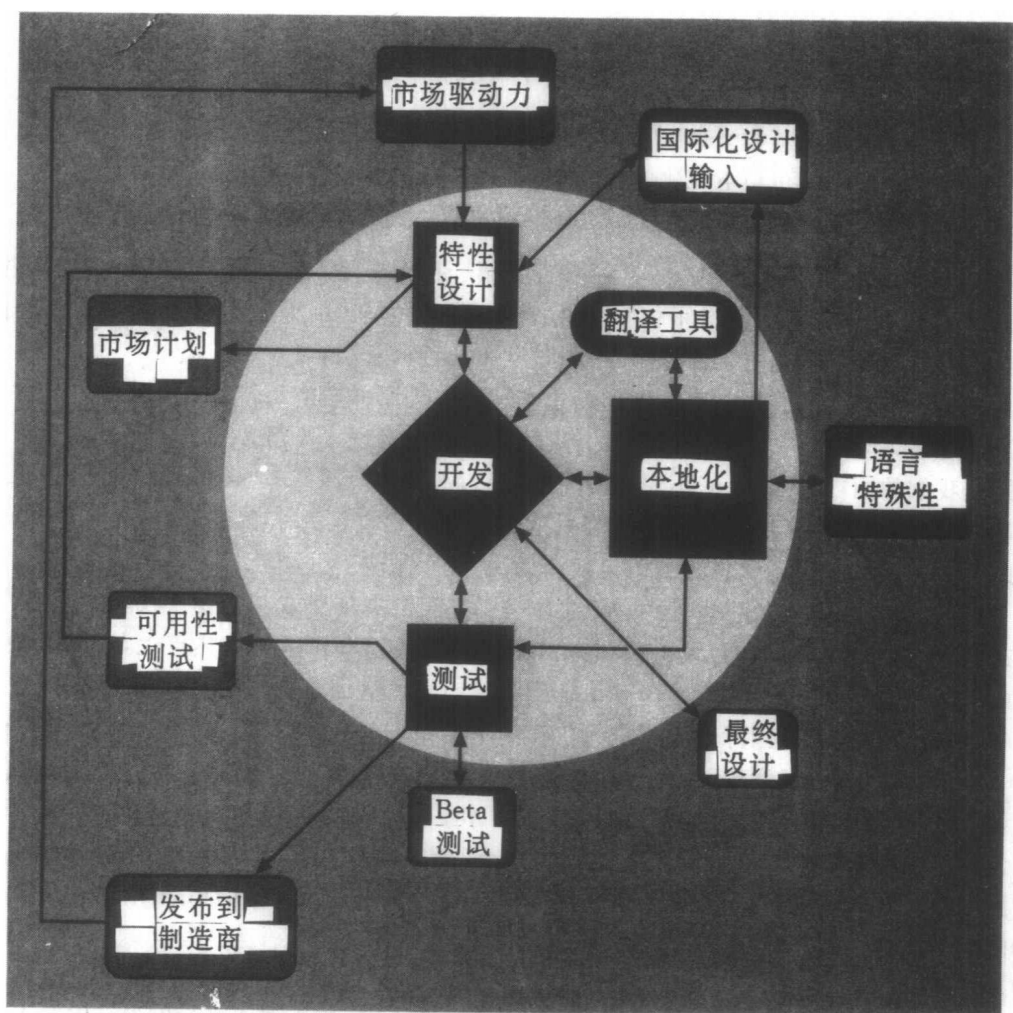 市场驱动力
国际化设计
输入
特性
设计
翻译工具
市场计划
开发
本地化
语言
特殊性
可用性
测试
测试
最终
设计
Beta
测试
发布到
制造商